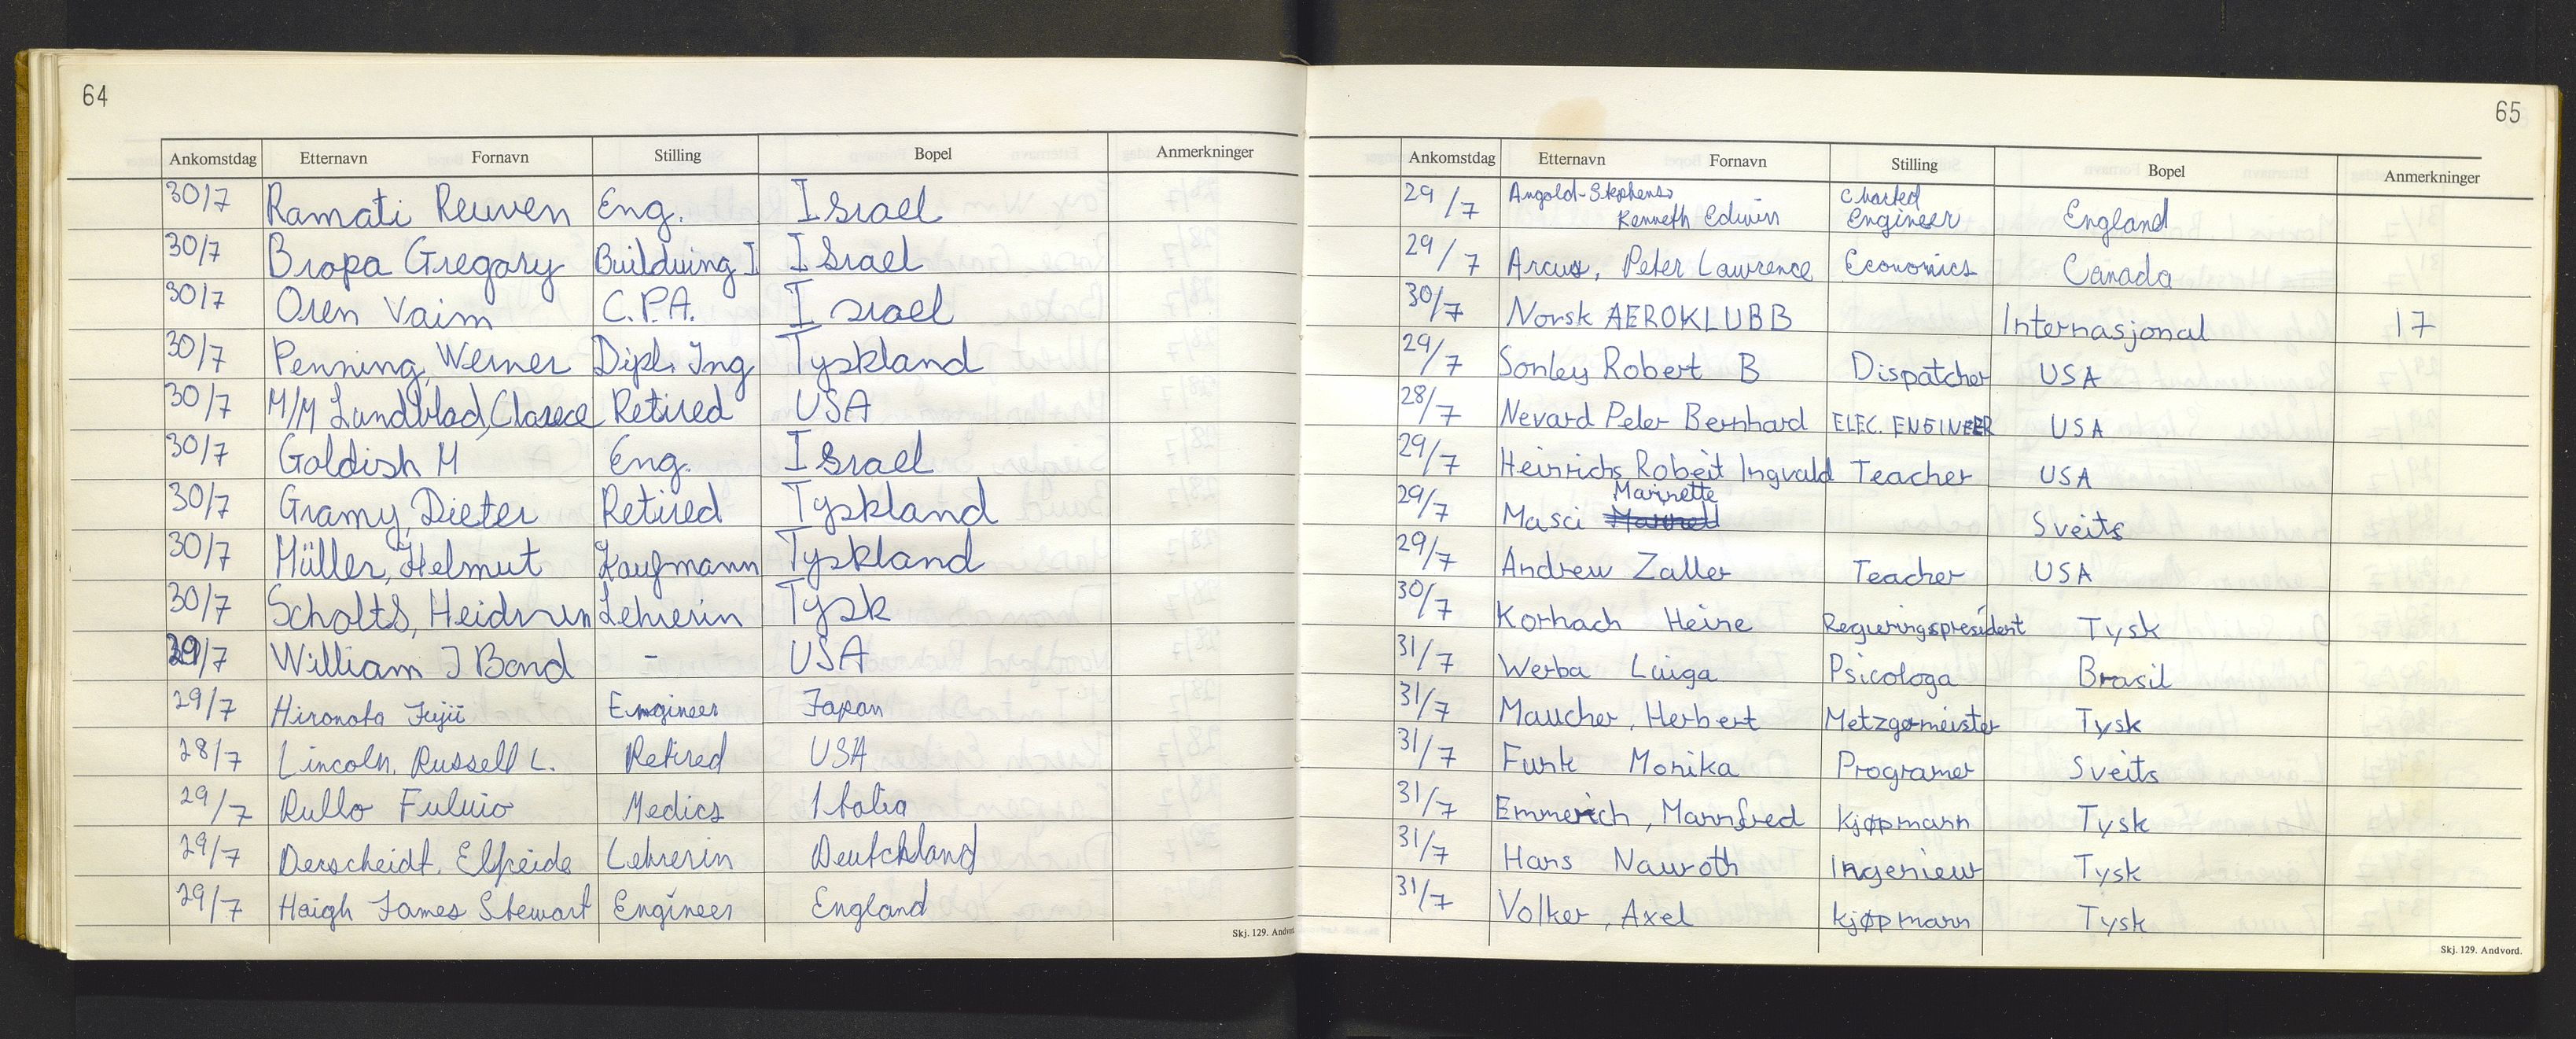 64
Ankomstdag Etternavn Fornavn Stilling Bopel Anmerkninger
30/7 Ramati Reuven Eng. Israel
30/7 Bropa Gregory Builduing I Israel
30/7 Oren Vaim C.P.A. Israel
30/7 Penning, Werner Dipl. Ing Tyskland
30/7 M/M Lundblad, Clarece Retired USA
30/7 Goldish M Eng. Israel
30/7 Gramy, Dieter Retired Tyskland
30/7 Müller, Helmut Kaufmann Tyskland
30/7 Scholts, Heidrun Lehrerin Tysk
/7 William J Bond - USA
29/7 Hironota Fujii Emgineer Japan
28/7 Lincoln, Russell L. Retired USA
29/7 Rullo Fulvio Medics Italia
29/7 Derscheidt, Elfreide Lehrerin Deutchland
29/7 Haigh James Stewart Engineer England
Skj. 129. Andvord
65
Ankomstdag Etternavn Fornavn Stilling Bopel Anmerkninger
29/7 Angold-Stephens Kenneth Edwin Charted Engineer England
29/7 Arcus, Peter Lawrence Economics Canada
30/7 Norsk AEROKLUBB Internasjonal 17
29/7 Sonley Robert B Dispatcher USA
28/7 Nevard Peter Bernhard ELEC. ENGINEER USA
29/7 Heinrichs Robert Ingvald Teacher USA
29/7 Masci Marinette Sveits
29/7 Andrew Zaller Teacher USA
30/7 Korhach Heine Regieringspresident Tysk
31/7 Werba Luiga Psicologa Brasil
31/7 Maucher, Herbert Metzgermeister Tysk
31/7 Funk Monika Programer Sveits
31/7 Emmerich, Mannfred Kjøpmann Tysk
31/7 Hans Nauroth Ingenieur Tysk
31/7 Volker, Axel kjøpmann Tysk
Skj. 129. Andvord.